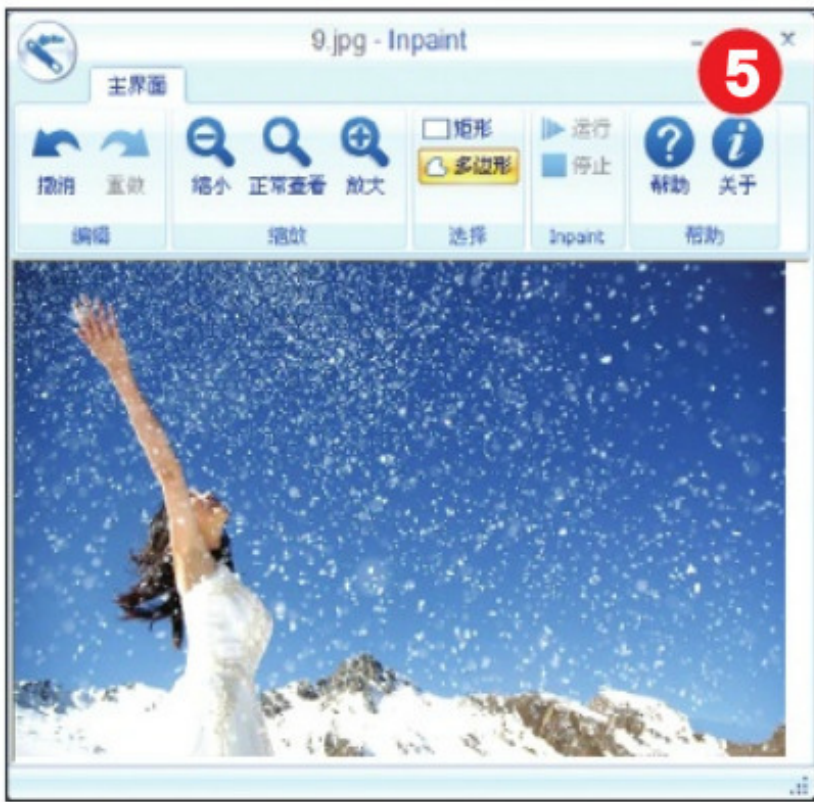 9.jpg - Inpaint
5
主界面
撤消
重做
缩小
正常查看
放大
矩形
多边形
运行
停止
帮助
关于
编辑
缩放
选择
Inpaint
帮助